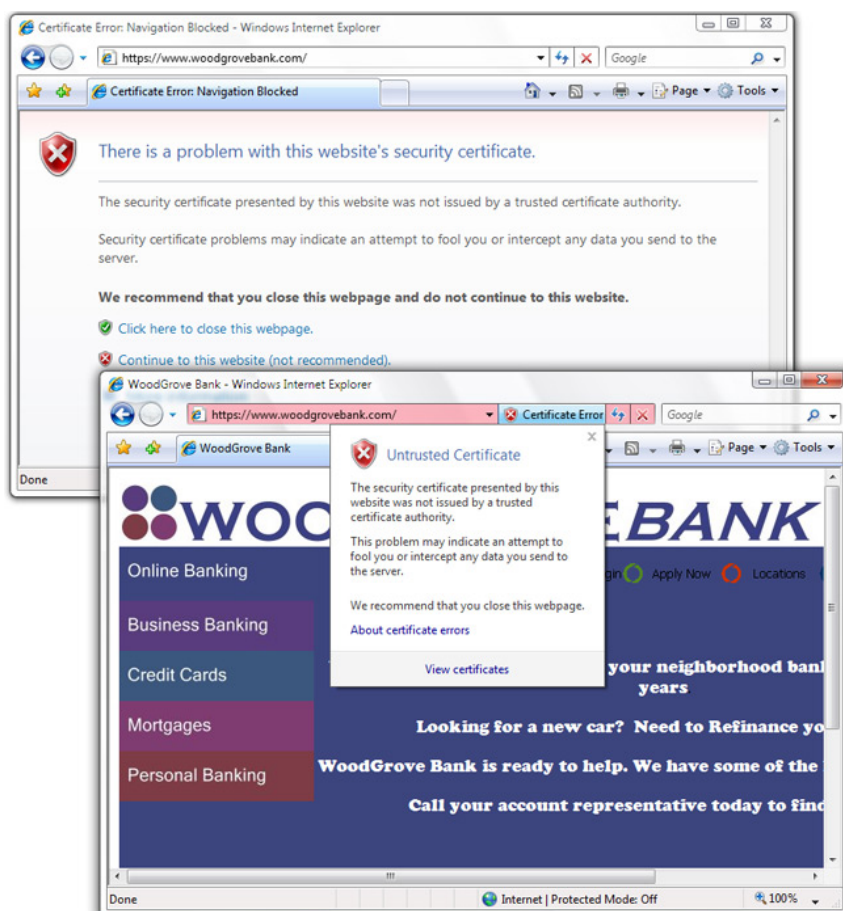 Certificate Error: Navigation Blocked - Windows Internet Explorer
https://www.woodgrovebank.com/
Google
Certificate Error: Navigation Blocked
Page
Tools
There is a problem with this website's security certificate.
The security certificate presented by this website was not issued by a trusted certificate authority.
Security certificate problems may indicate an attempt to fool you or intercept any data you send to the
server.
We recommend that you close this webpage and do not continue to this website.
Click here to close this webpage.
Continue to this website (not recommended).
Done
WoodGrove Bank - Windows Internet Explorer
https://www.woodgrovebank.com/
Certificate Error
Google
WoodGrove Bank
Page
Tools
Untrusted Certificate
The security certificate presented by this
website was not issued by a trusted
certificate authority.
This problem may indicate an attempt to
fool you or intercept any data you send to
the server.
We recommend that you close this webpage.
About certificate errors
View certificates
WOO
EBANK
Apply Now
Locations
Online Banking
Business Banking
Credit Cards
Mortgages
Personal Banking
your neighborhood ban
years
Looking for a new car? Need to Refinance yo
WoodGrove Bank is ready to help. We have some of the
Call your account representative today to find
Done
Internet | Protected Mode: Off
100%